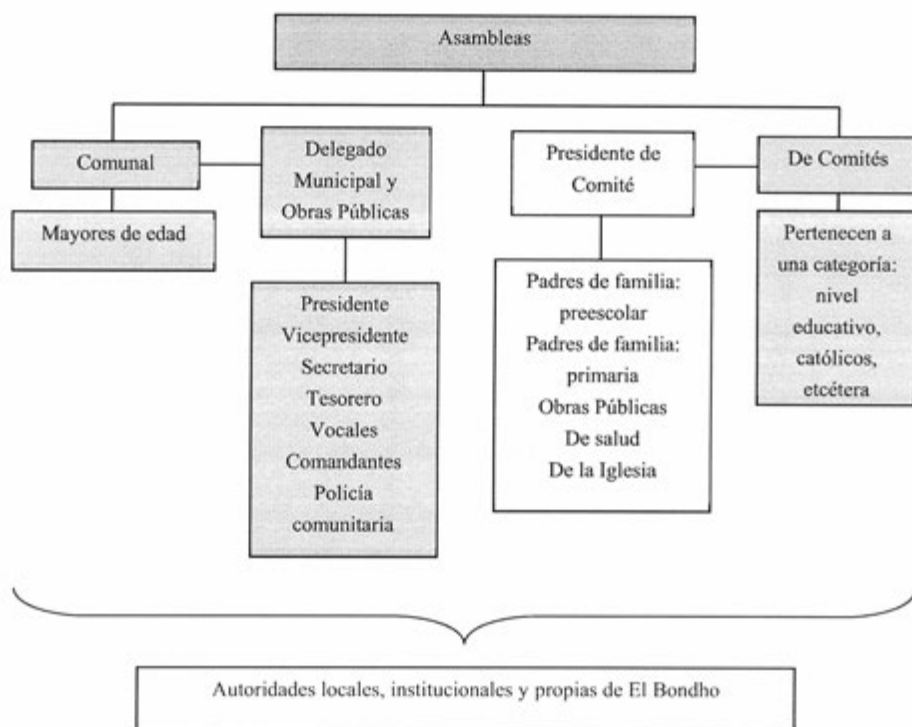 Asambleas
Comunal
Delegado
Municipal y
Obras Públicas
Presidente de
Comité
De Comités
Mayores de edad
Pertenecen a
una categoría:
nivel
educativo,
católicos,
etcétera
Presidente
Vicepresidente
Secretario
Tesorero
Vocales
Comandantes
Policía
comunitaria
Padres de familia:
preescolar
Padres de familia:
primaria
Obras Públicas
De salud
De la Iglesia
Autoridades locales, institucionales y propias de El Bondho